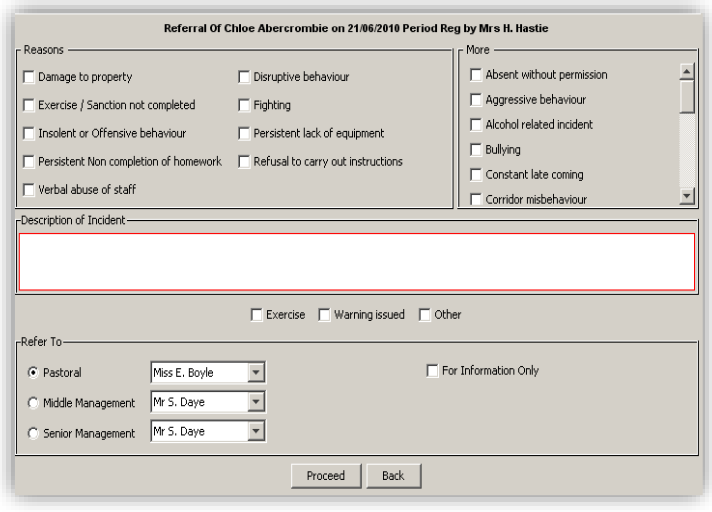 Referral Of Chloe Abercrombie on 21/06/2010 Period Reg by Mrs H. Hastie
Reasons
Damage to property
Disruptive behaviour
Exercise / Sanction not completed
Fighting
Insolent or Offensive behaviour
Persistent lack of equipment
Persistent Non completion of homework
Refusal to carry out instructions
Verbal abuse of staff
More
Absent without permission
Aggressive behaviour
Alcohol related incident
Bullying
Constant late coming
Corridor misbehaviour
Description of Incident
Exercise Warning issued Other
Refer To
Pastoral Miss E. Boyle For Information Only
Middle Management Mr S. Daye
Senior Management Mr S. Daye
Proceed Back